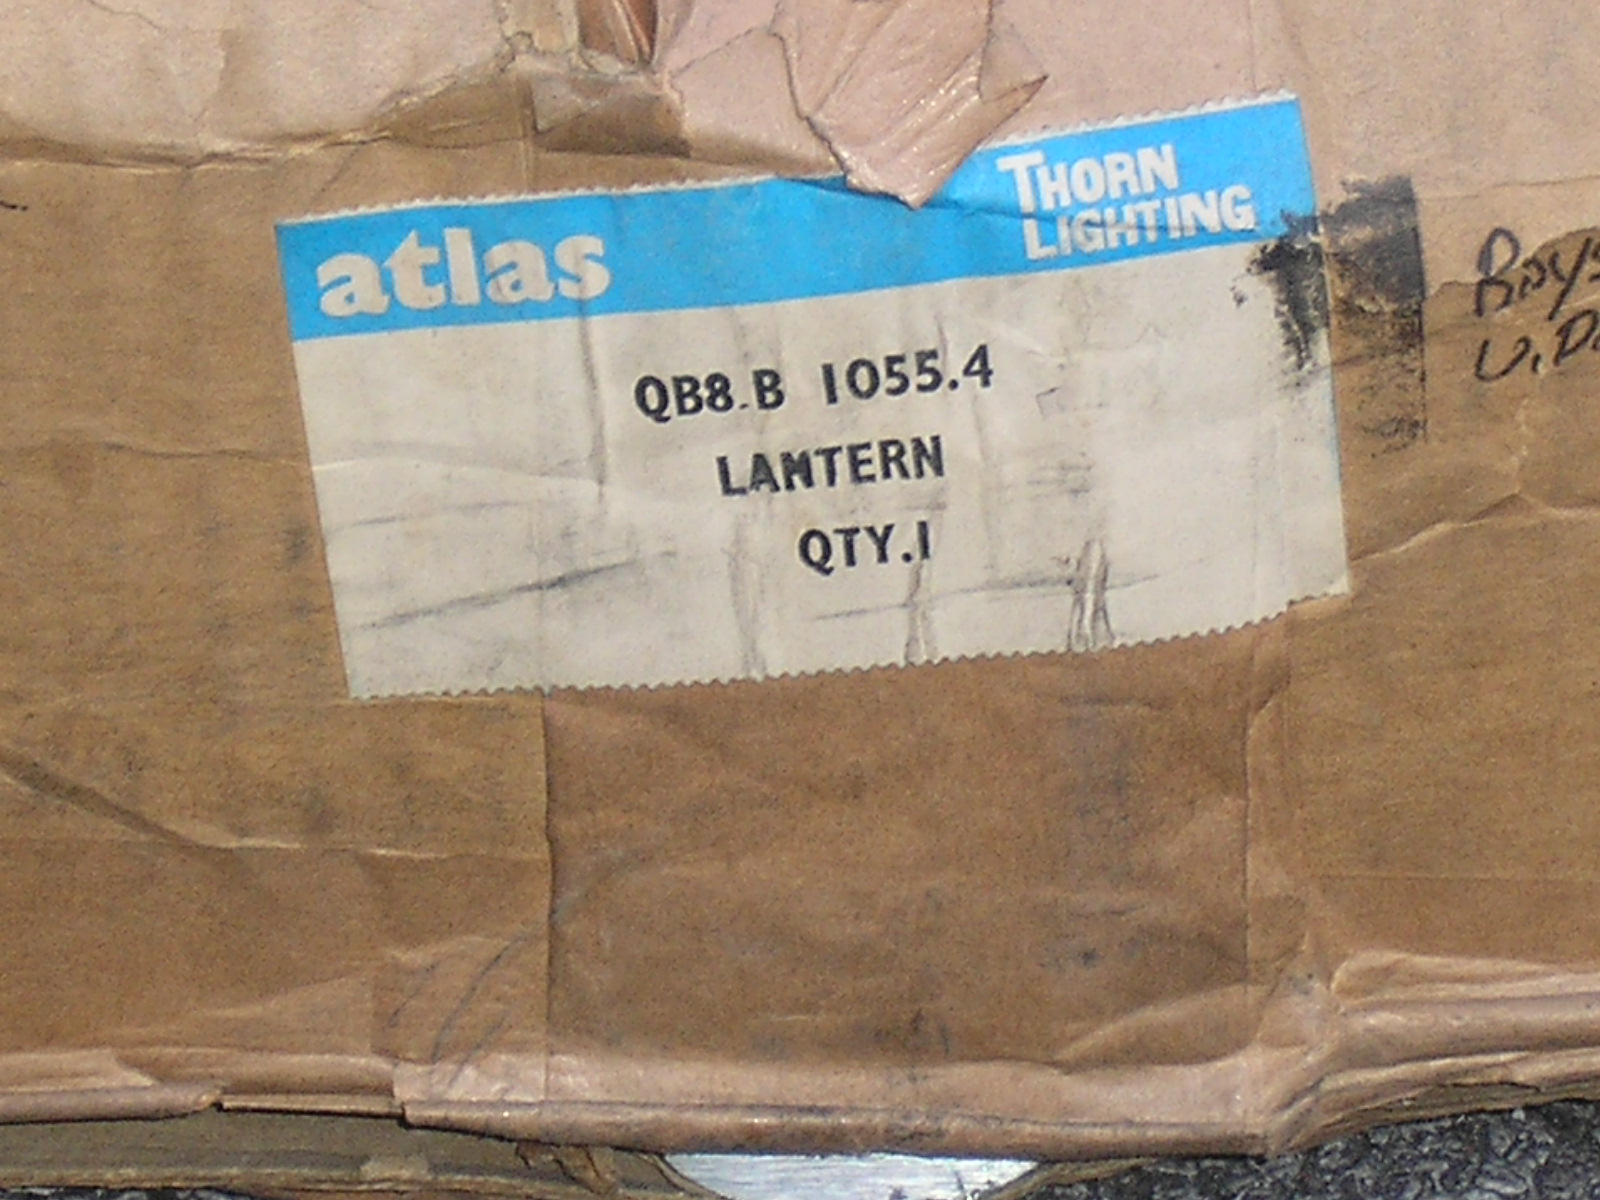 atlas
THORN
LIGHTING
QB8.B 1055.4
LANTERN
QTY.1